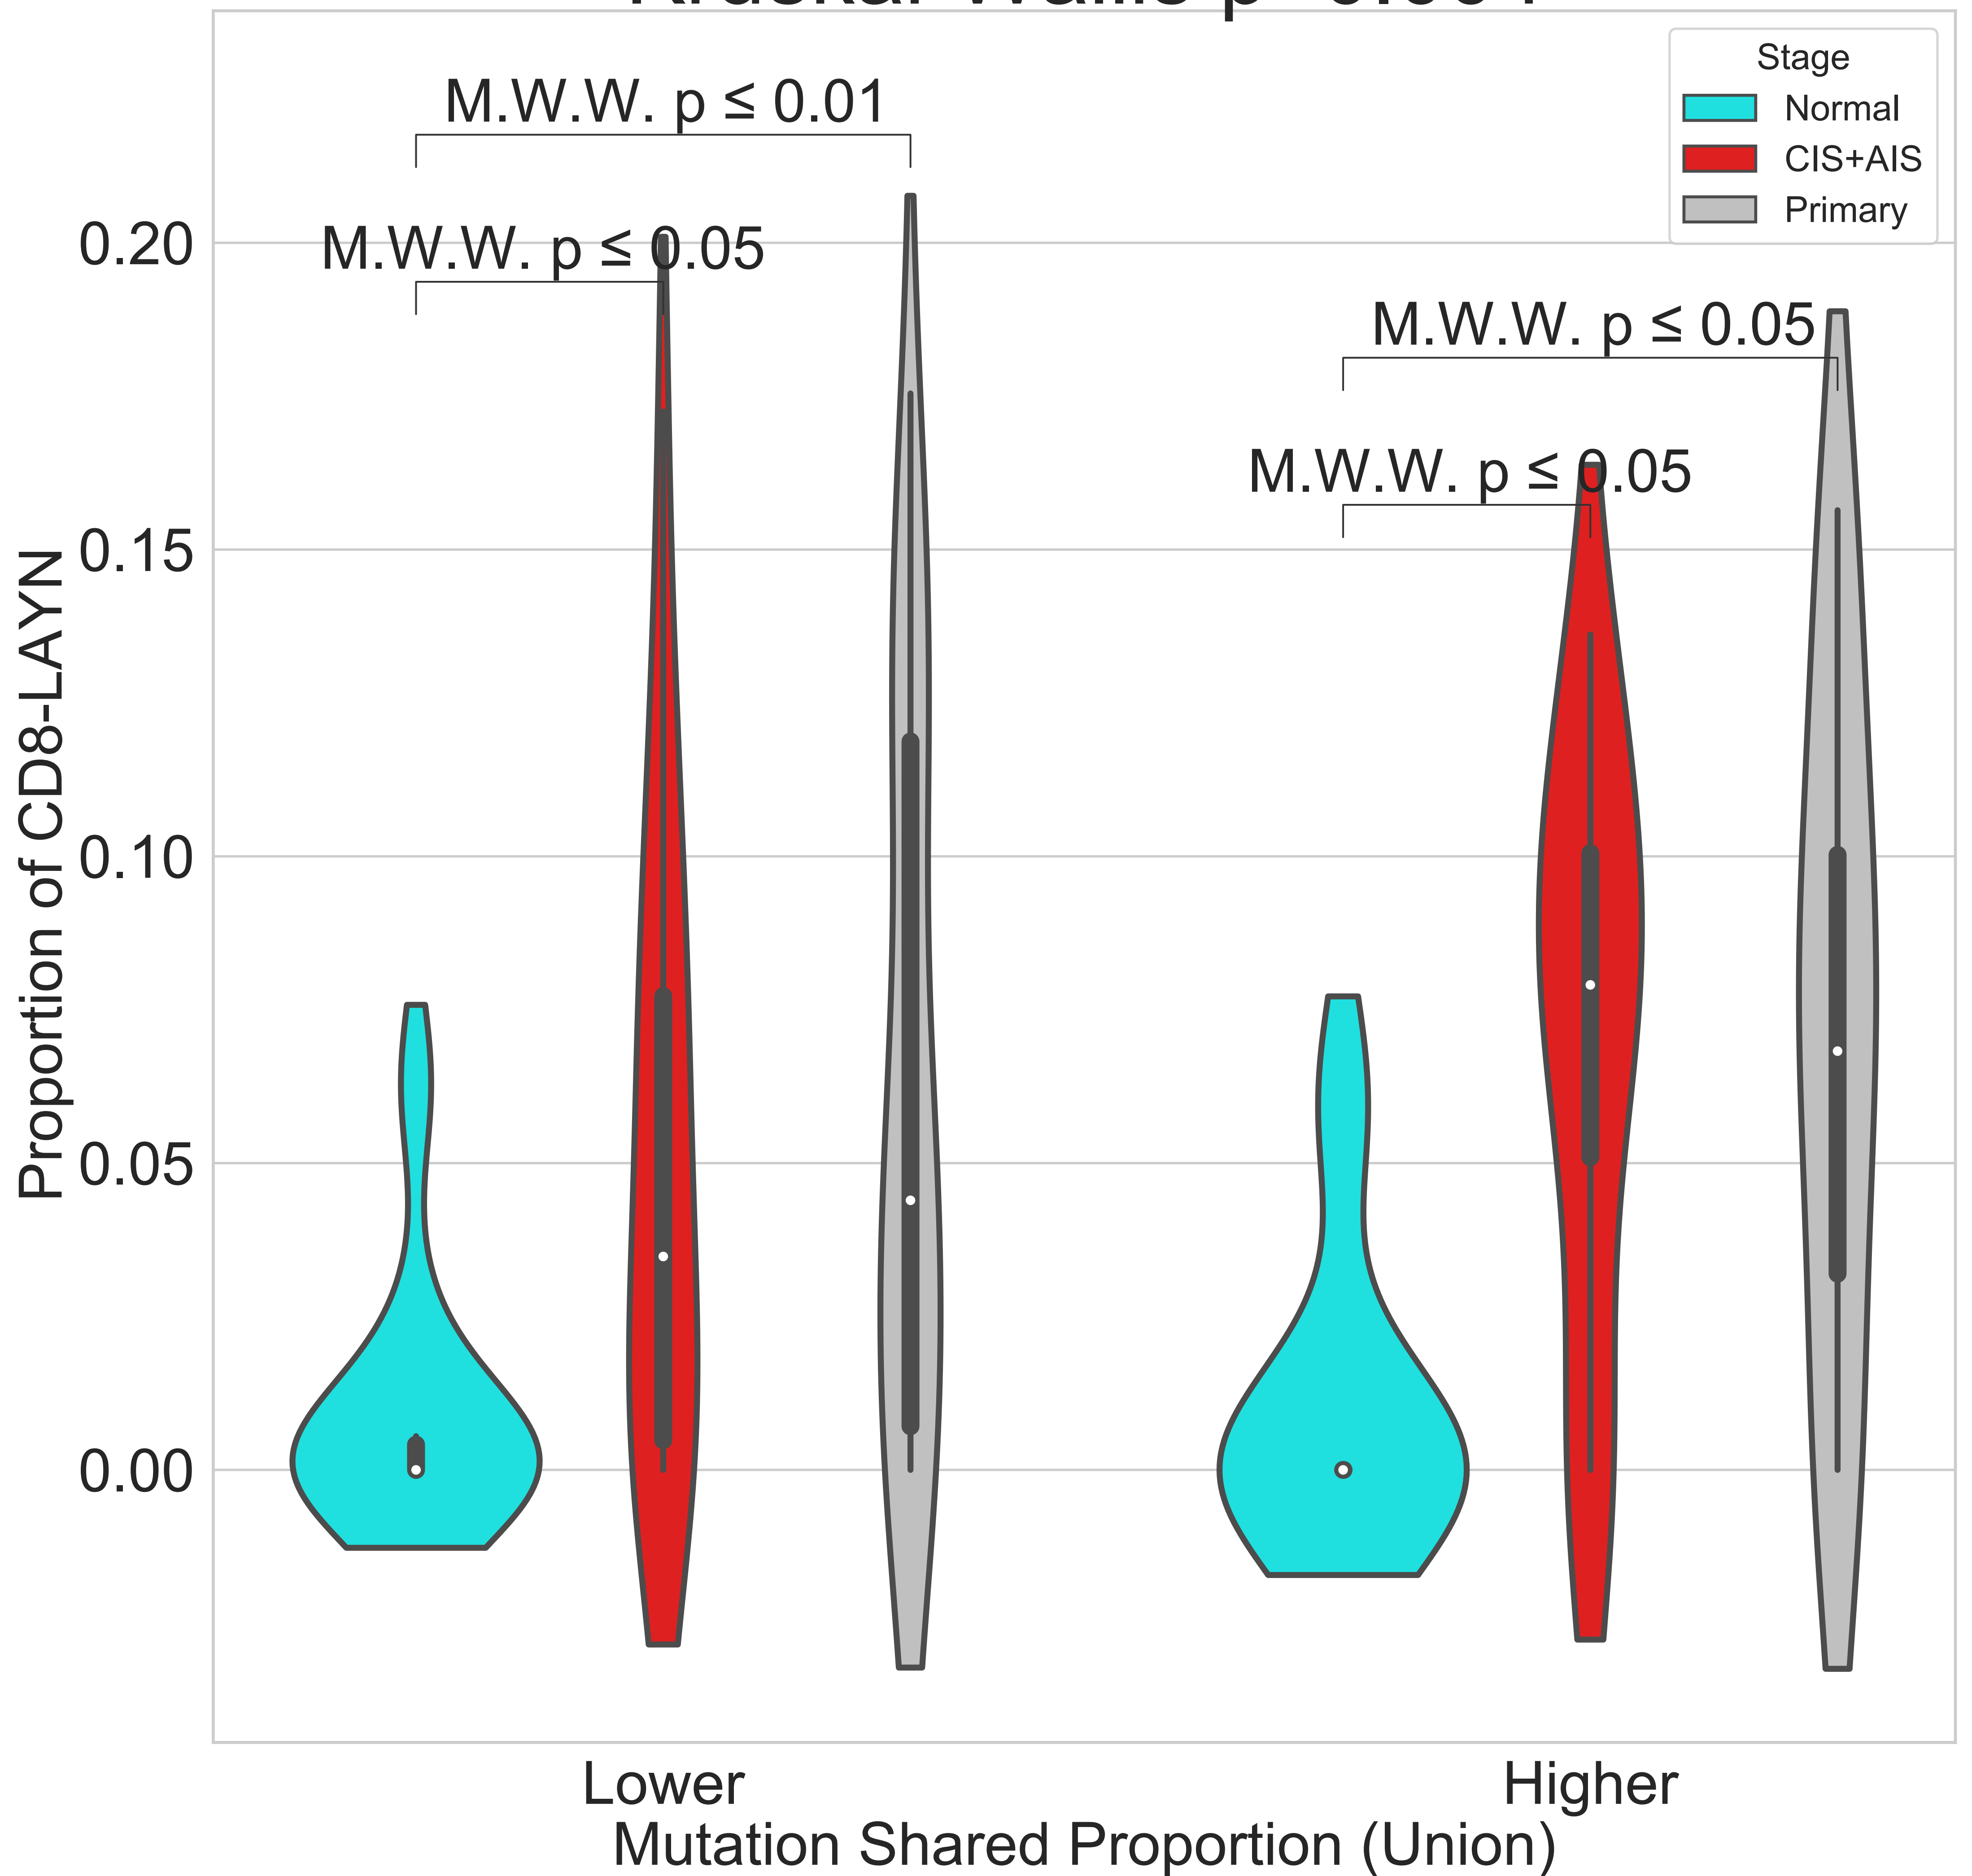 Stage
Normal
CIS+AIS
Primary
M.W.W. p ≤ 0.01
M.W.W. p ≤ 0.05
M.W.W. p ≤ 0.05
M.W.W. p ≤ 0.05
Proportion of CD8-LAYN
0.20
0.15
0.10
0.05
0.00
Lower
Higher
Mutation Shared Proportion (Union)